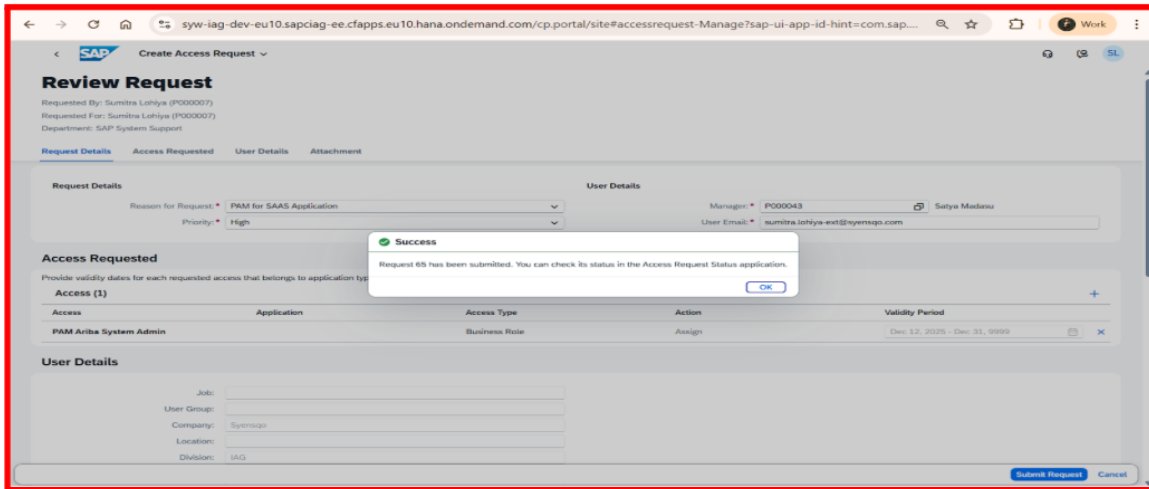 syw-iag-dev-eu10.sapciag-ee.cfapps.eu10.hana.ondemand.com/cp.portal/site#accessrequest-Manage?sap-ui-app-id-hint=com.sap....
Work
SAP
Create Access Request
SL
Review Request
Requested By: Sumitra Lohiya (P000007)
Requested For: Sumitra Lohiya (P000007)
Department: SAP System Support
Request Details Access Requested User Details Attachment
Request Details User Details
Reason for Request:* PAM for SAAS Application Manager:* P000043 Satya Madasu
Priority:* High User Email:* sumitra.lohiya-ext@syensqo.com
Success
Request 65 has been submitted. You can check its status in the Access Request Status application.
OK
Access Requested
Provide validity dates for each requested access that belongs to application typ
Access (1)
Access Application Access Type Action Validity Period
PAM Ariba System Admin Business Role Assign Dec 12, 2025 - Dec 31, 9999
User Details
Job:
User Group:
Company: Syensqo
Location:
Division: IAG
Submit Request Cancel